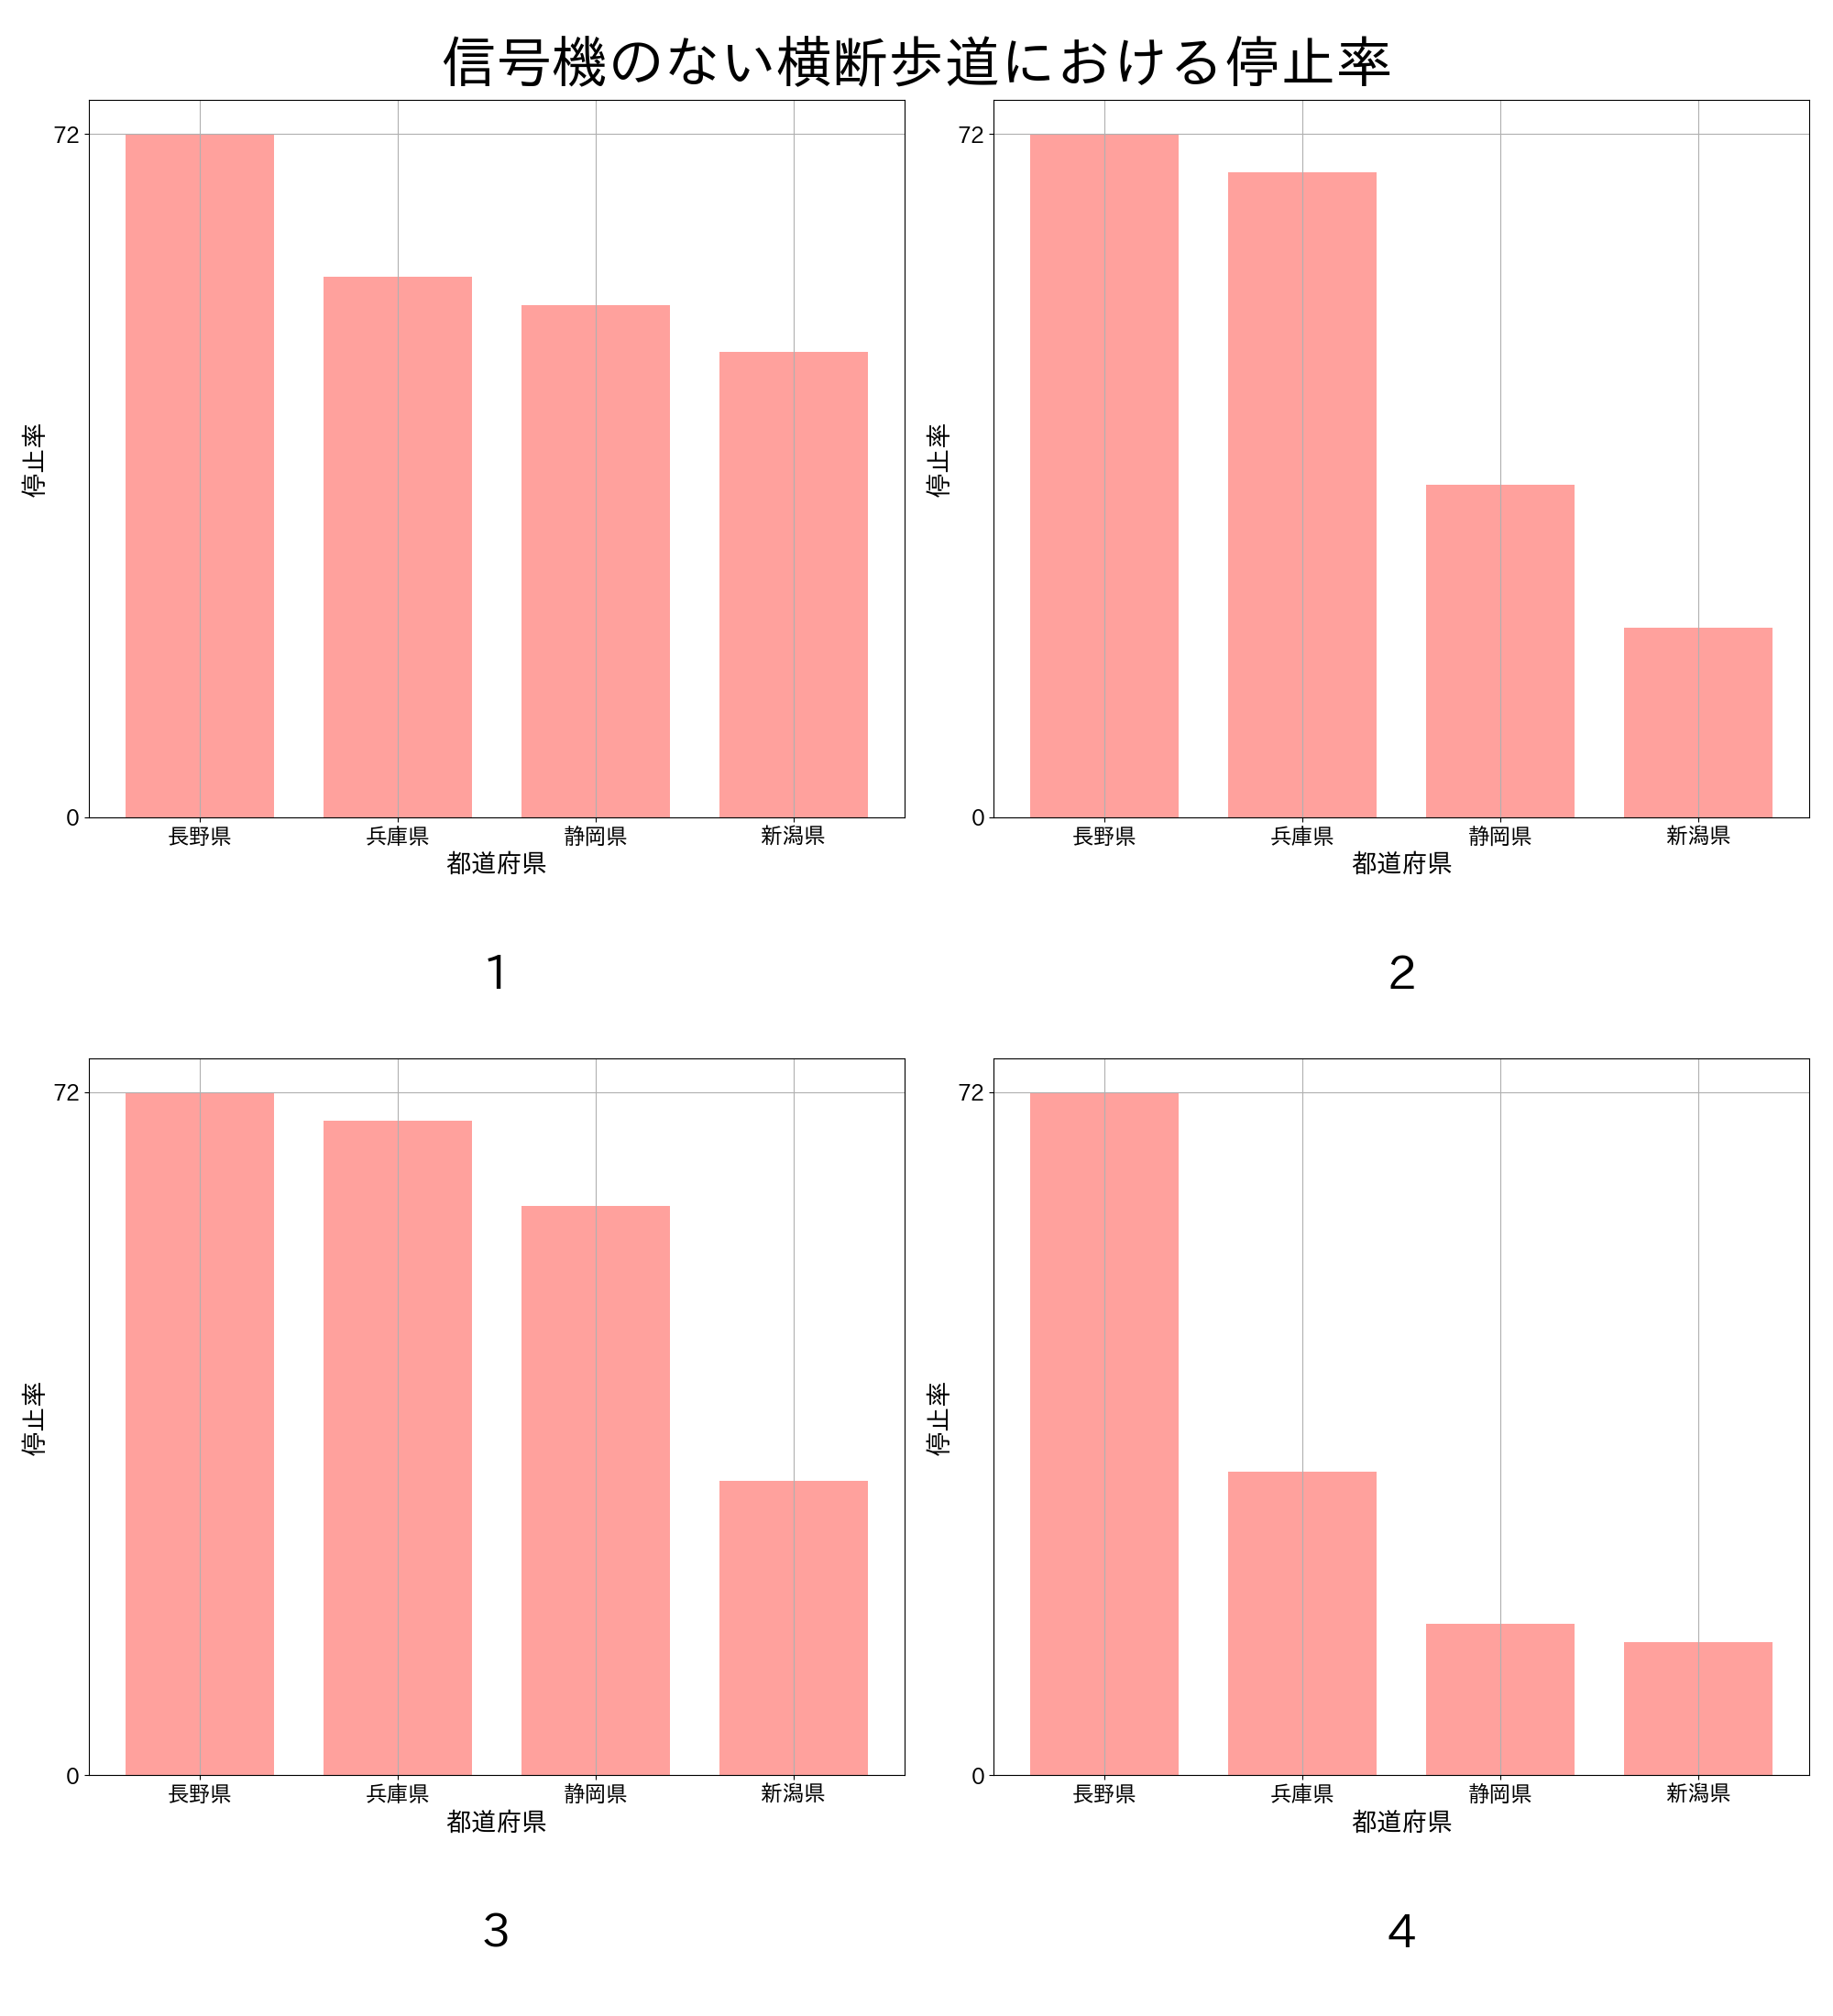 信号機のない横断歩道における停止率
72
0
停止率
長野県 兵庫県 静岡県 新潟県
都道府県
1
72
0
停止率
長野県 兵庫県 静岡県 新潟県
都道府県
2
72
0
停止率
長野県 兵庫県 静岡県 新潟県
都道府県
3
72
0
停止率
長野県 兵庫県 静岡県 新潟県
都道府県
4